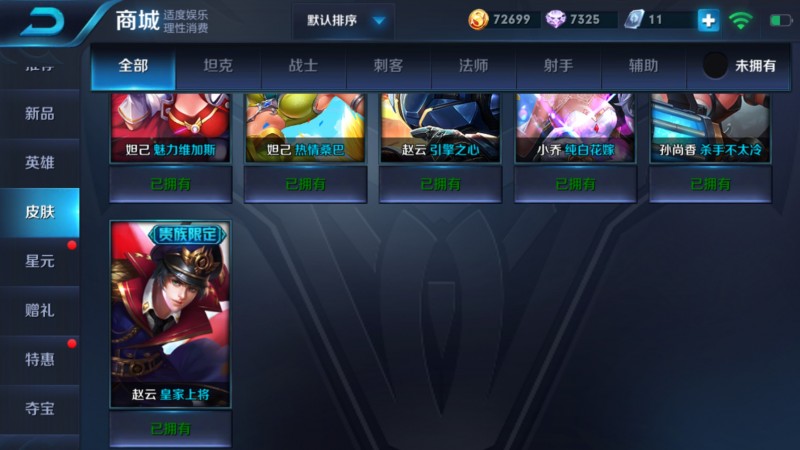 商城
适度娱乐
理性消费
默认排序
72699
7325
11
全部 坦克 战士 刺客 法师 射手 辅助 未拥有
推荐
新品
英雄
皮肤
星元
赠礼
特惠
夺宝
妲己 魅力维加斯
妲己 热情桑巴
赵云 引擎之心
小乔 纯白花嫁
孙尚香 杀手不太冷
已拥有
已拥有
已拥有
已拥有
已拥有
贵族限定
赵云 皇家上将
已拥有